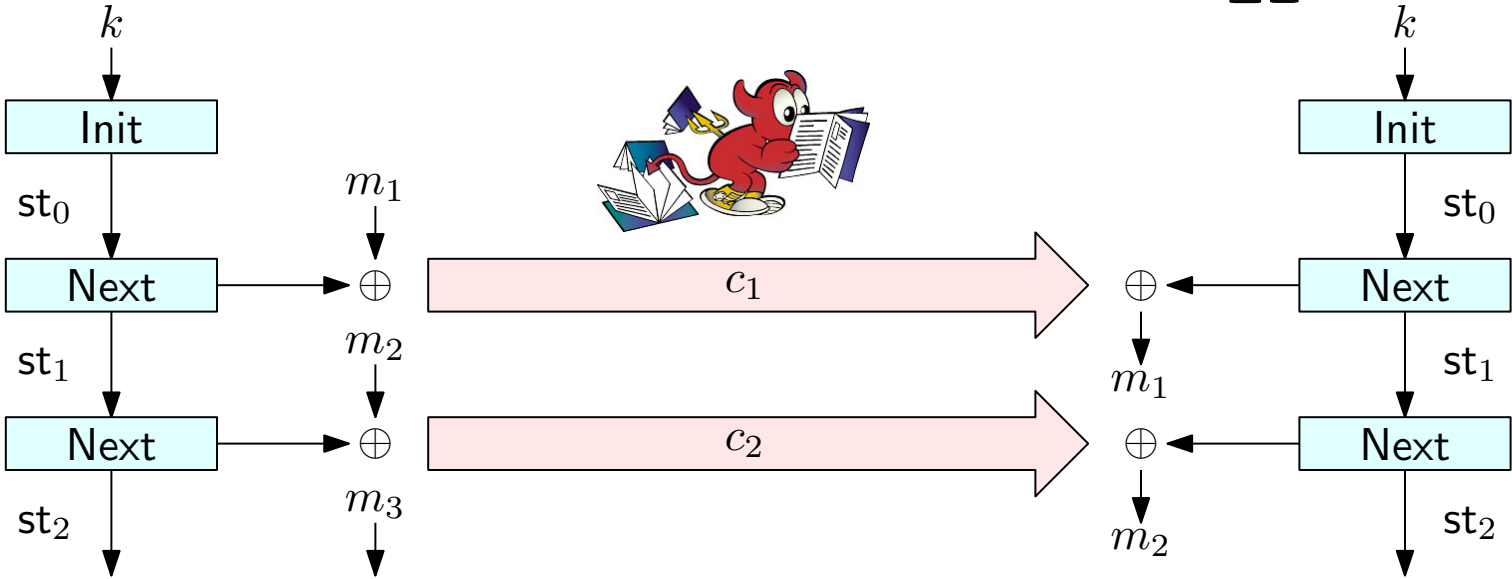 k k
Init Init
m₁
st₀ st₀
Next c₁ Next
m₂
st₁ st₁
m₁
Next c₂ Next
m₃
st₂ st₂
m₂